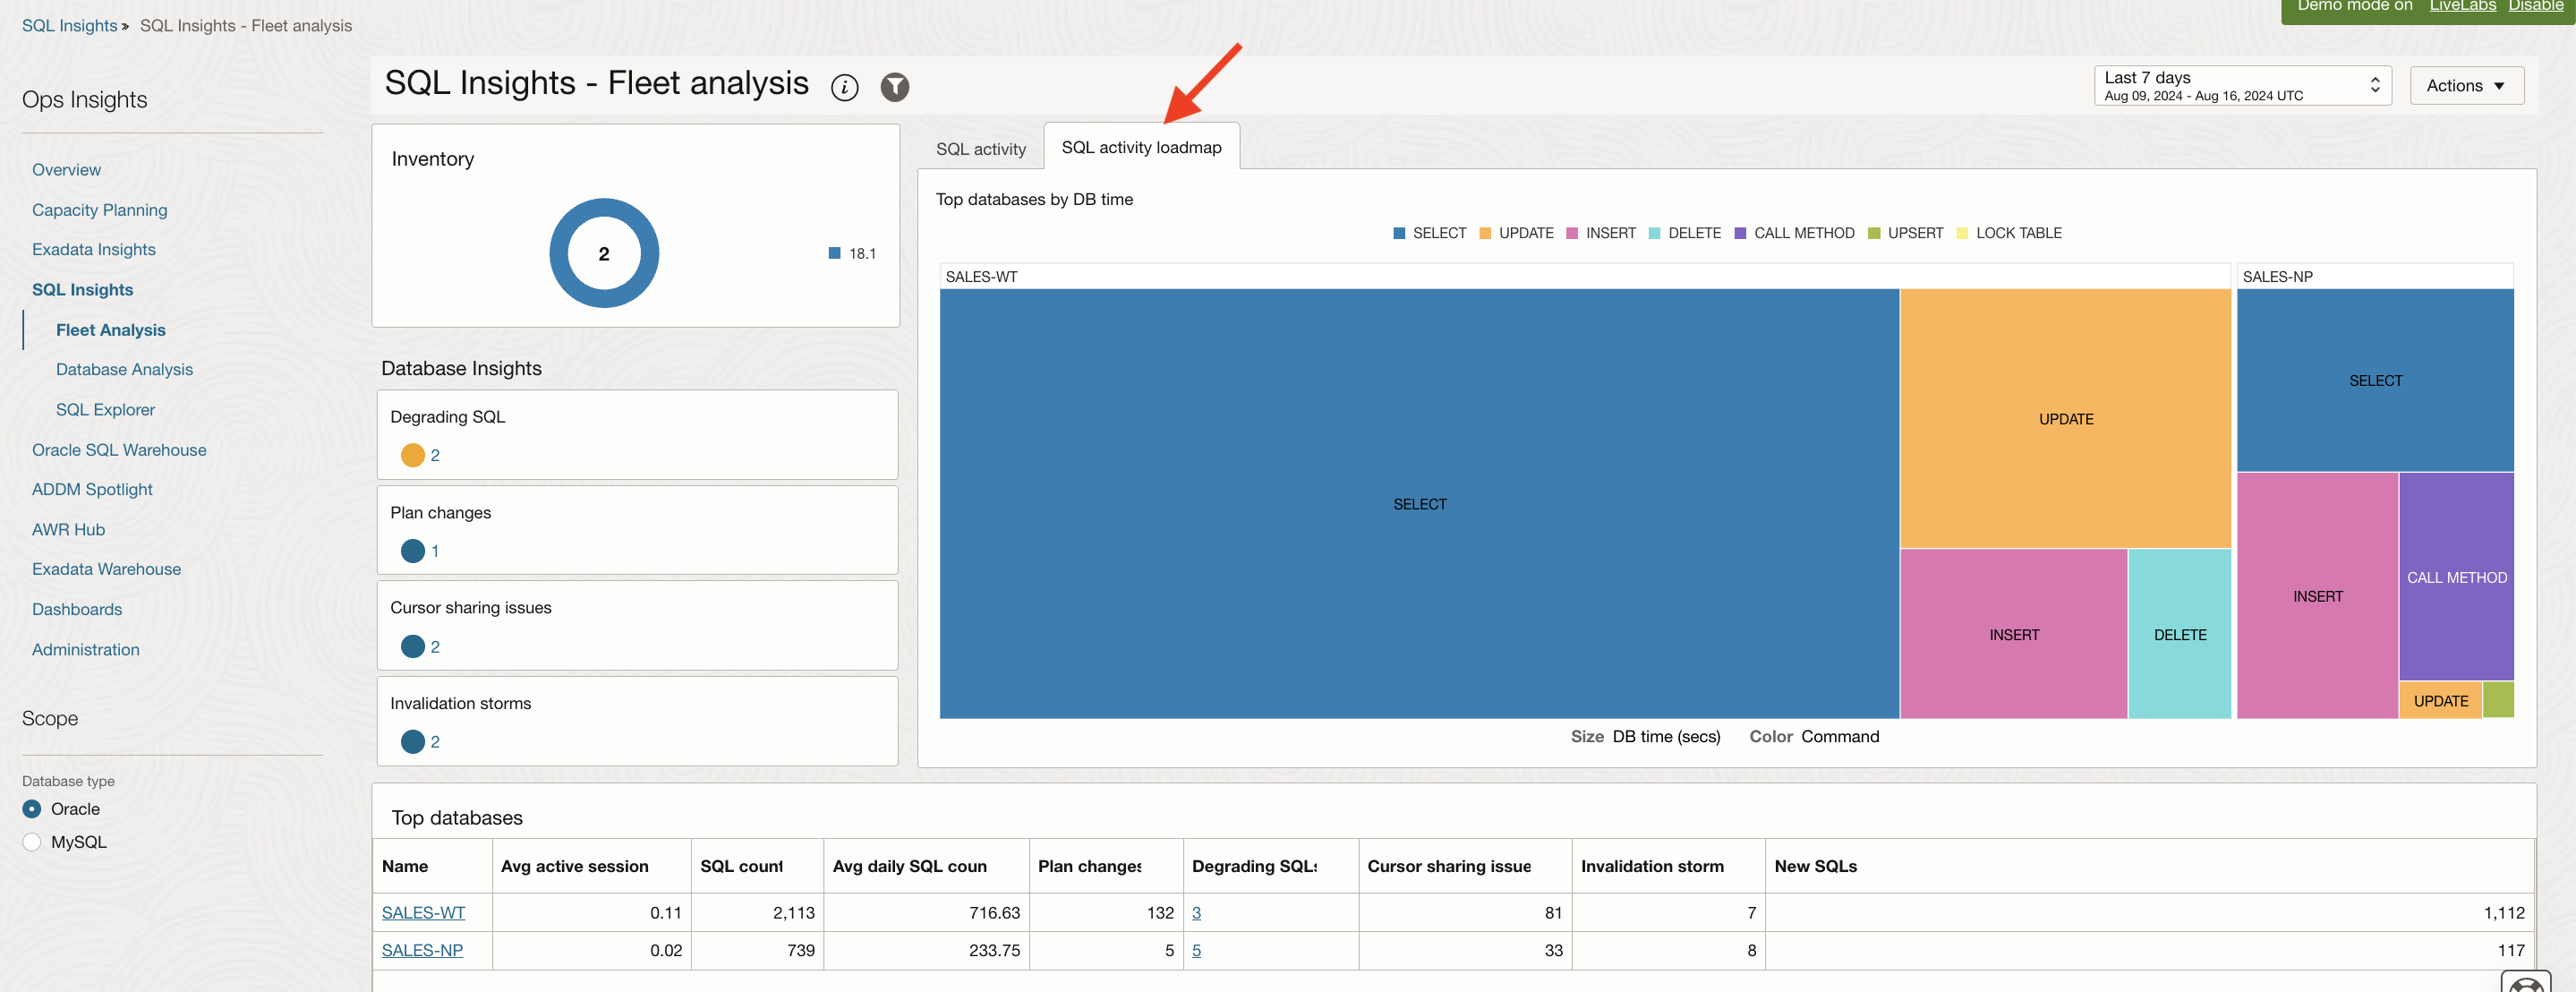 SQL Insights » SQL Insights - Fleet analysis
Demo mode on LiveLabs Disable
Ops Insights
Overview
Capacity Planning
Exadata Insights
SQL Insights
Fleet Analysis
Database Analysis
SQL Explorer
Oracle SQL Warehouse
ADDM Spotlight
AWR Hub
Exadata Warehouse
Dashboards
Administration
Scope
Database type
Oracle
MySQL
SQL Insights - Fleet analysis i
Last 7 days
Aug 09, 2024 - Aug 16, 2024 UTC
Actions
Inventory
2
18.1
Database Insights
Degrading SQL
2
Plan changes
1
Cursor sharing issues
2
Invalidation storms
2
SQL activity SQL activity loadmap
Top databases by DB time
SELECT UPDATE INSERT DELETE CALL METHOD UPSERT LOCK TABLE
SALES-WT
SELECT
UPDATE
INSERT
DELETE
SALES-NP
SELECT
INSERT
CALL METHOD
UPDATE
Size DB time (secs) Color Command
Top databases
Name Avg active session SQL count Avg daily SQL coun Plan changes Degrading SQLs Cursor sharing issue Invalidation storm New SQLs
SALES-WT 0.11 2,113 716.63 132 3 81 7 1,112
SALES-NP 0.02 739 233.75 5 5 33 8 117